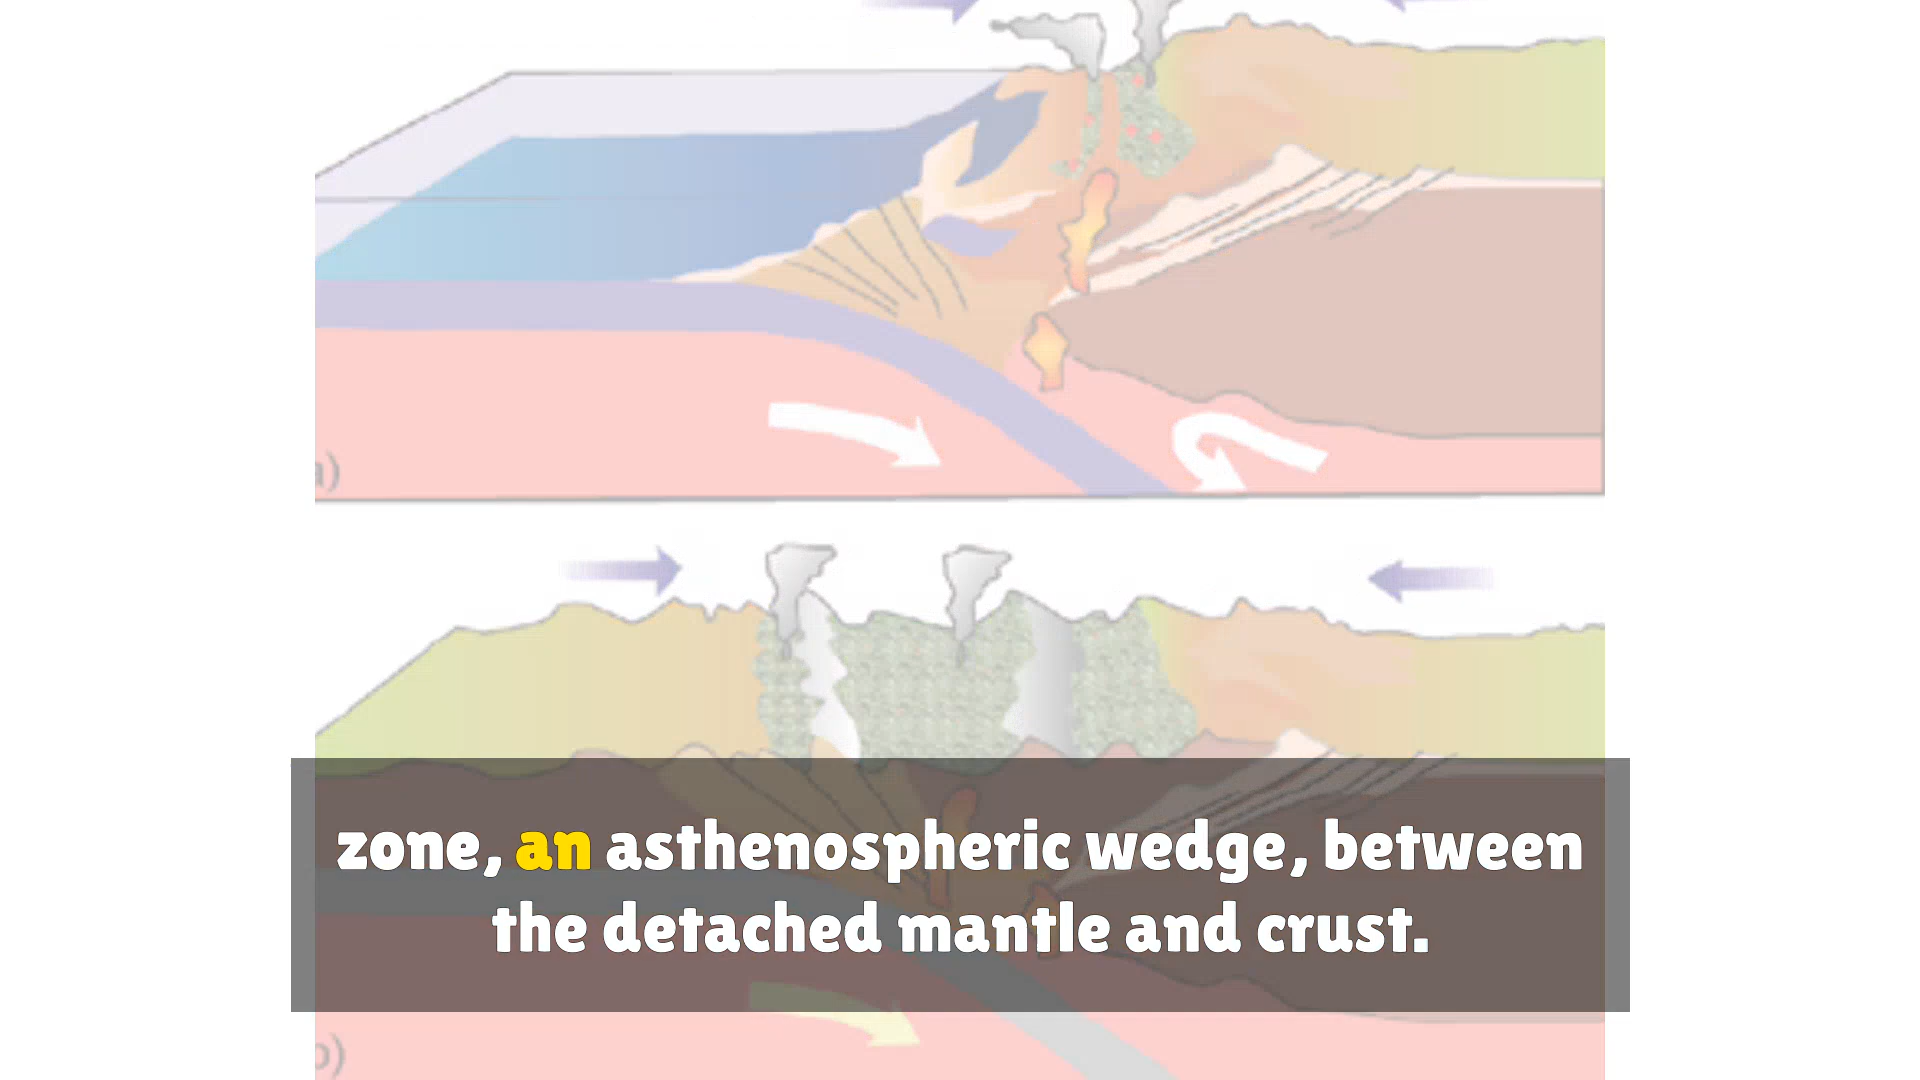 a)
zone, an asthenospheric wedge, between
the detached mantle and crust.
b)